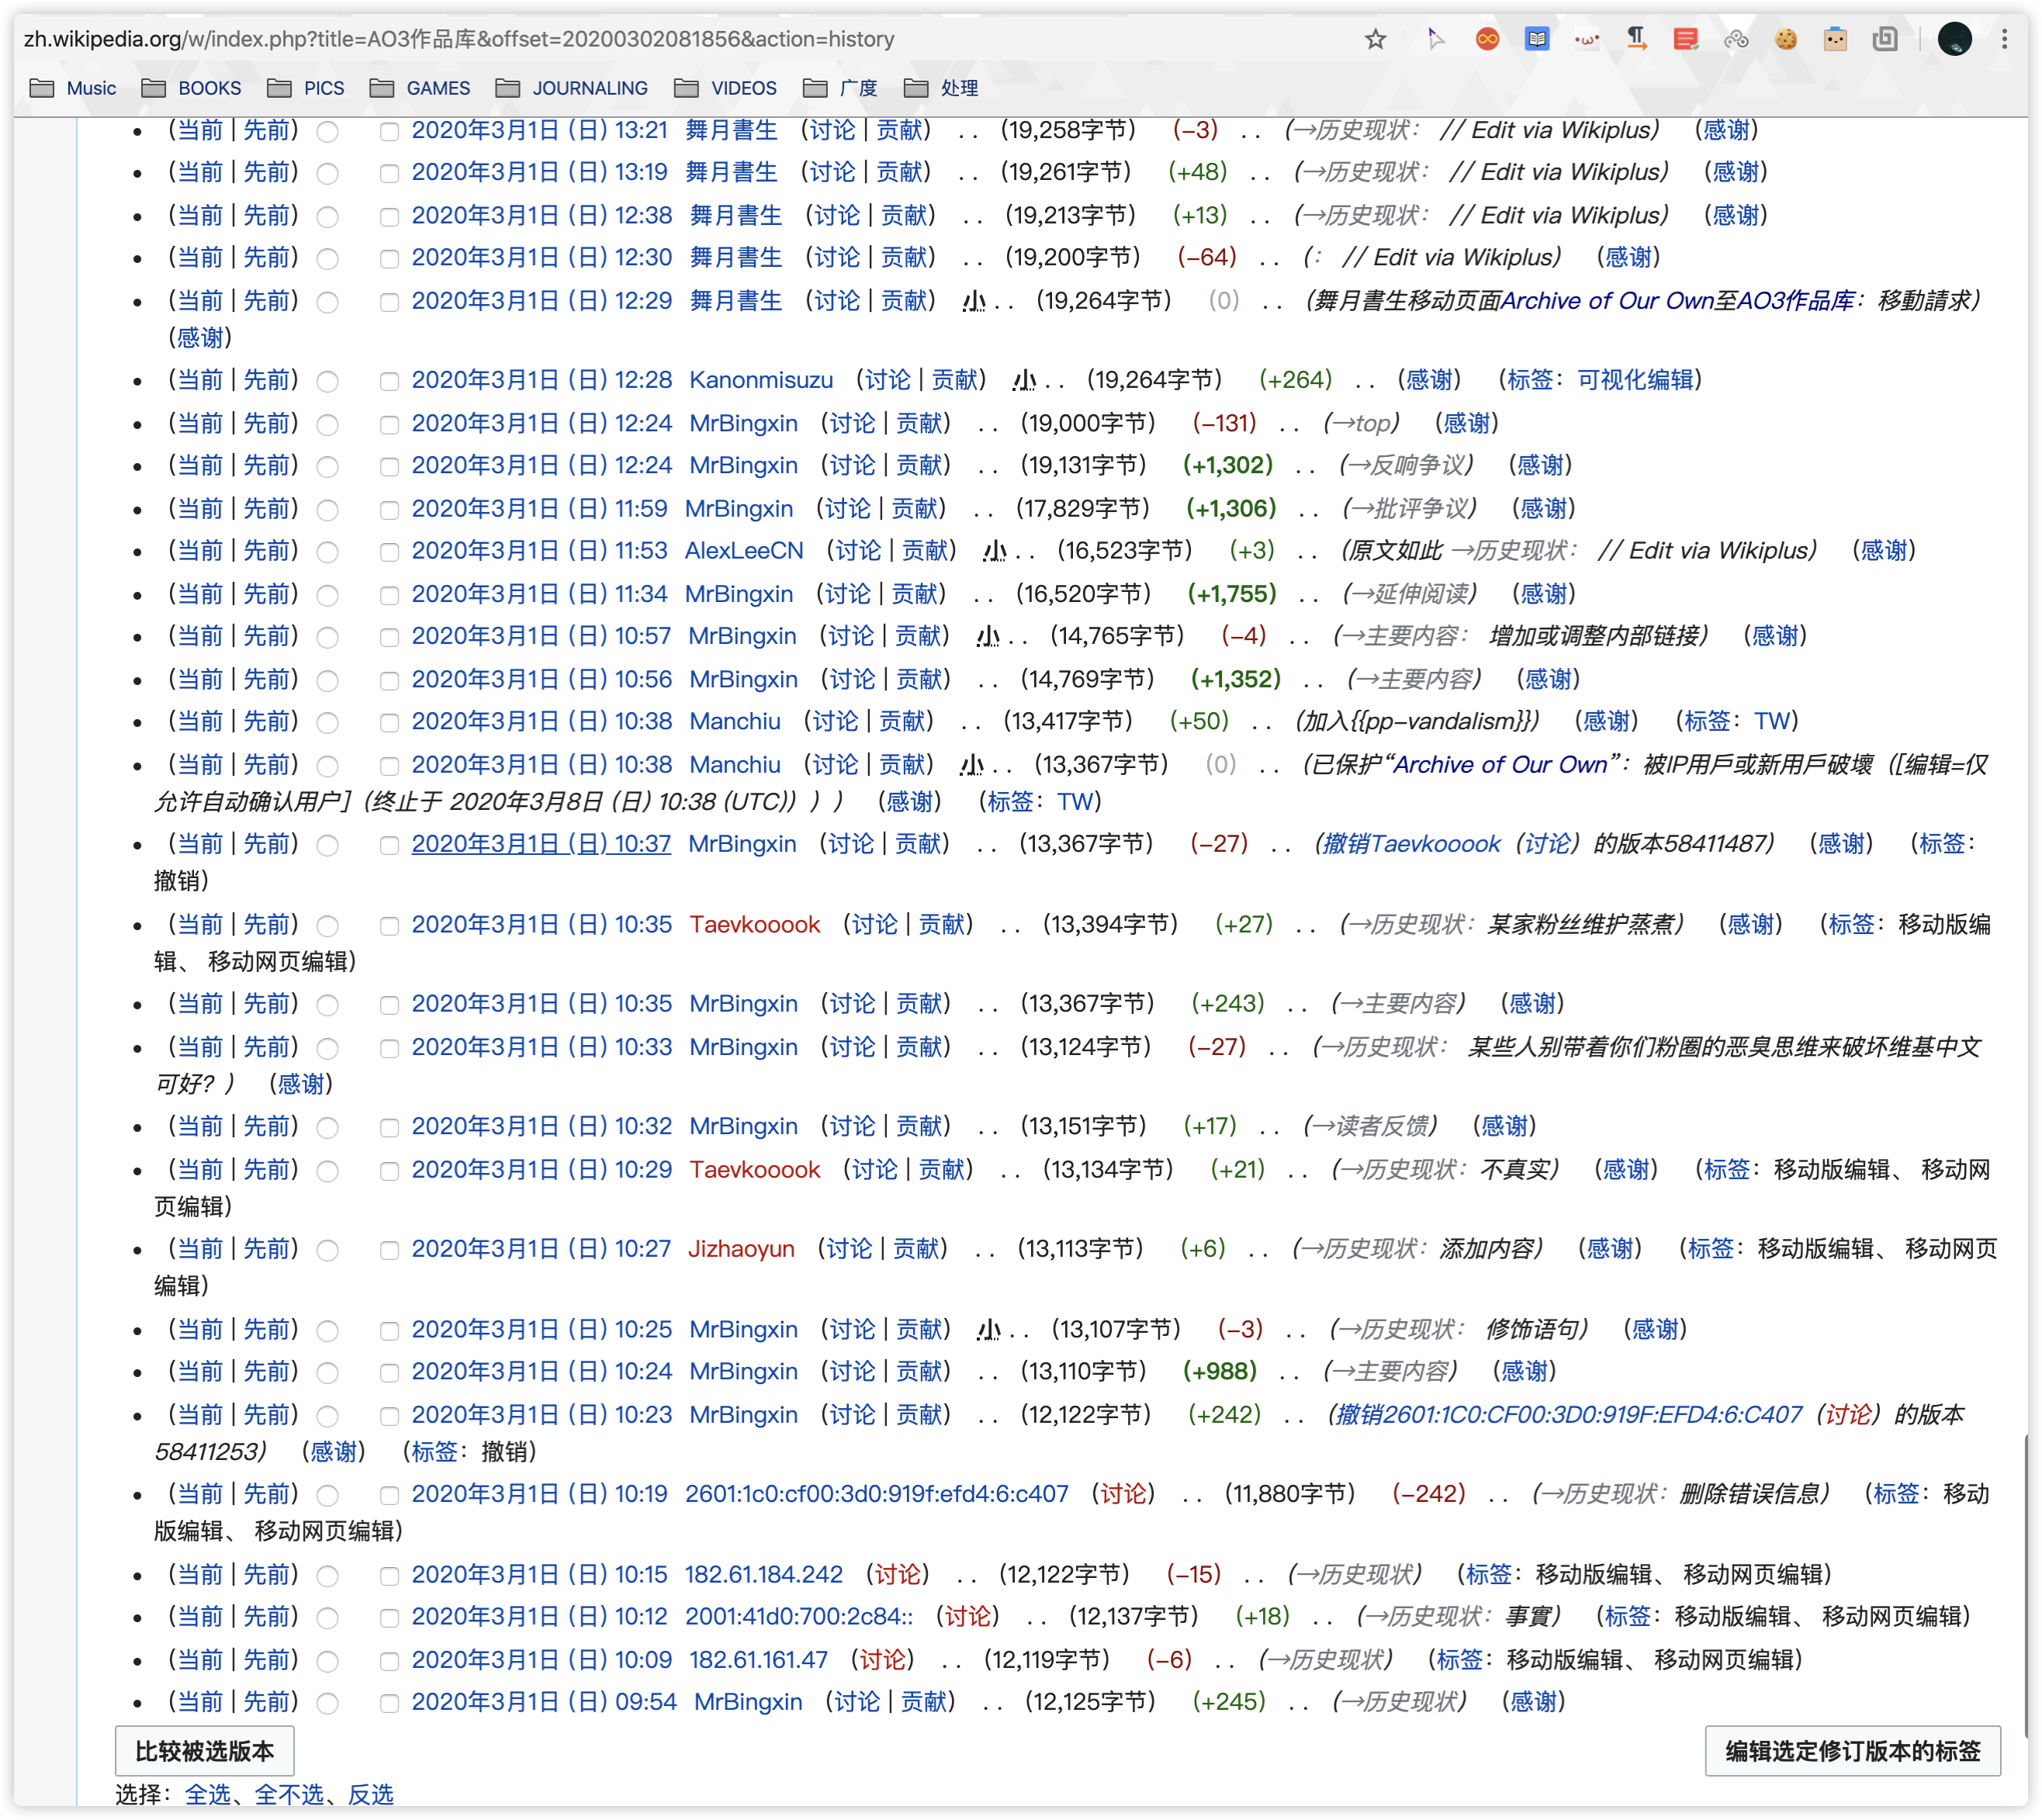 zh.wikipedia.org/w/index.php?title=AO3作品库&offset=20200302081856&action=history
Music BOOKS PICS GAMES JOURNALING VIDEOS 广度 处理
• （当前 | 先前） 2020年3月1日 (日) 13:21 舞月書生 （讨论 | 贡献） . . （19,258字节） （−3） . . （→历史现状： // Edit via Wikiplus） （感谢）
• （当前 | 先前） 2020年3月1日 (日) 13:19 舞月書生 （讨论 | 贡献） . . （19,261字节） （+48） . . （→历史现状： // Edit via Wikiplus） （感谢）
• （当前 | 先前） 2020年3月1日 (日) 12:38 舞月書生 （讨论 | 贡献） . . （19,213字节） （+13） . . （→历史现状： // Edit via Wikiplus） （感谢）
• （当前 | 先前） 2020年3月1日 (日) 12:30 舞月書生 （讨论 | 贡献） . . （19,200字节） （−64） . . （： // Edit via Wikiplus） （感谢）
• （当前 | 先前） 2020年3月1日 (日) 12:29 舞月書生 （讨论 | 贡献） 小 . . （19,264字节） （0） . . （舞月書生移动页面Archive of Our Own至AO3作品库：移動請求）
（感谢）
• （当前 | 先前） 2020年3月1日 (日) 12:28 Kanonmisuzu （讨论 | 贡献） 小 . . （19,264字节） （+264） . . （感谢） （标签：可视化编辑）
• （当前 | 先前） 2020年3月1日 (日) 12:24 MrBingxin （讨论 | 贡献） . . （19,000字节） （−131） . . （→top） （感谢）
• （当前 | 先前） 2020年3月1日 (日) 12:24 MrBingxin （讨论 | 贡献） . . （19,131字节） （+1,302） . . （→反响争议） （感谢）
• （当前 | 先前） 2020年3月1日 (日) 11:59 MrBingxin （讨论 | 贡献） . . （17,829字节） （+1,306） . . （→批评争议） （感谢）
• （当前 | 先前） 2020年3月1日 (日) 11:53 AlexLeeCN （讨论 | 贡献） 小 . . （16,523字节） （+3） . . （原文如此 →历史现状： // Edit via Wikiplus） （感谢）
• （当前 | 先前） 2020年3月1日 (日) 11:34 MrBingxin （讨论 | 贡献） . . （16,520字节） （+1,755） . . （→延伸阅读） （感谢）
• （当前 | 先前） 2020年3月1日 (日) 10:57 MrBingxin （讨论 | 贡献） 小 . . （14,765字节） （−4） . . （→主要内容： 增加或调整内部链接） （感谢）
• （当前 | 先前） 2020年3月1日 (日) 10:56 MrBingxin （讨论 | 贡献） . . （14,769字节） （+1,352） . . （→主要内容） （感谢）
• （当前 | 先前） 2020年3月1日 (日) 10:38 Manchiu （讨论 | 贡献） . . （13,417字节） （+50） . . （加入{{pp-vandalism}}） （感谢） （标签：TW）
• （当前 | 先前） 2020年3月1日 (日) 10:38 Manchiu （讨论 | 贡献） 小 . . （13,367字节） （0） . . （已保护“Archive of Our Own”：被IP用戶或新用戶破壞（[编辑=仅
允许自动确认用户]（终止于 2020年3月8日 (日) 10:38 (UTC)））） （感谢） （标签：TW）
• （当前 | 先前） 2020年3月1日 (日) 10:37 MrBingxin （讨论 | 贡献） . . （13,367字节） （−27） . . （撤销Taevkooook（讨论）的版本58411487） （感谢） （标签：
撤销）
• （当前 | 先前） 2020年3月1日 (日) 10:35 Taevkooook （讨论 | 贡献） . . （13,394字节） （+27） . . （→历史现状：某家粉丝维护蒸煮） （感谢） （标签：移动版编
辑、 移动网页编辑）
• （当前 | 先前） 2020年3月1日 (日) 10:35 MrBingxin （讨论 | 贡献） . . （13,367字节） （+243） . . （→主要内容） （感谢）
• （当前 | 先前） 2020年3月1日 (日) 10:33 MrBingxin （讨论 | 贡献） . . （13,124字节） （−27） . . （→历史现状： 某些人别带着你们粉圈的恶臭思维来破坏维基中文
可好？） （感谢）
• （当前 | 先前） 2020年3月1日 (日) 10:32 MrBingxin （讨论 | 贡献） . . （13,151字节） （+17） . . （→读者反馈） （感谢）
• （当前 | 先前） 2020年3月1日 (日) 10:29 Taevkooook （讨论 | 贡献） . . （13,134字节） （+21） . . （→历史现状：不真实） （感谢） （标签：移动版编辑、 移动网
页编辑）
• （当前 | 先前） 2020年3月1日 (日) 10:27 Jizhaoyun （讨论 | 贡献） . . （13,113字节） （+6） . . （→历史现状：添加内容） （感谢） （标签：移动版编辑、 移动网页
编辑）
• （当前 | 先前） 2020年3月1日 (日) 10:25 MrBingxin （讨论 | 贡献） 小 . . （13,107字节） （−3） . . （→历史现状： 修饰语句） （感谢）
• （当前 | 先前） 2020年3月1日 (日) 10:24 MrBingxin （讨论 | 贡献） . . （13,110字节） （+988） . . （→主要内容） （感谢）
• （当前 | 先前） 2020年3月1日 (日) 10:23 MrBingxin （讨论 | 贡献） . . （12,122字节） （+242） . . （撤销2601:1C0:CF00:3D0:919F:EFD4:6:C407（讨论）的版本
58411253） （感谢） （标签：撤销）
• （当前 | 先前） 2020年3月1日 (日) 10:19 2601:1c0:cf00:3d0:919f:efd4:6:c407 （讨论） . . （11,880字节） （−242） . . （→历史现状：删除错误信息） （标签：移动
版编辑、 移动网页编辑）
• （当前 | 先前） 2020年3月1日 (日) 10:15 182.61.184.242 （讨论） . . （12,122字节） （−15） . . （→历史现状） （标签：移动版编辑、 移动网页编辑）
• （当前 | 先前） 2020年3月1日 (日) 10:12 2001:41d0:700:2c84:: （讨论） . . （12,137字节） （+18） . . （→历史现状：事實） （标签：移动版编辑、 移动网页编辑）
• （当前 | 先前） 2020年3月1日 (日) 10:09 182.61.161.47 （讨论） . . （12,119字节） （−6） . . （→历史现状） （标签：移动版编辑、 移动网页编辑）
• （当前 | 先前） 2020年3月1日 (日) 09:54 MrBingxin （讨论 | 贡献） . . （12,125字节） （+245） . . （→历史现状） （感谢）
比较被选版本 编辑选定修订版本的标签
选择：全选、全不选、反选